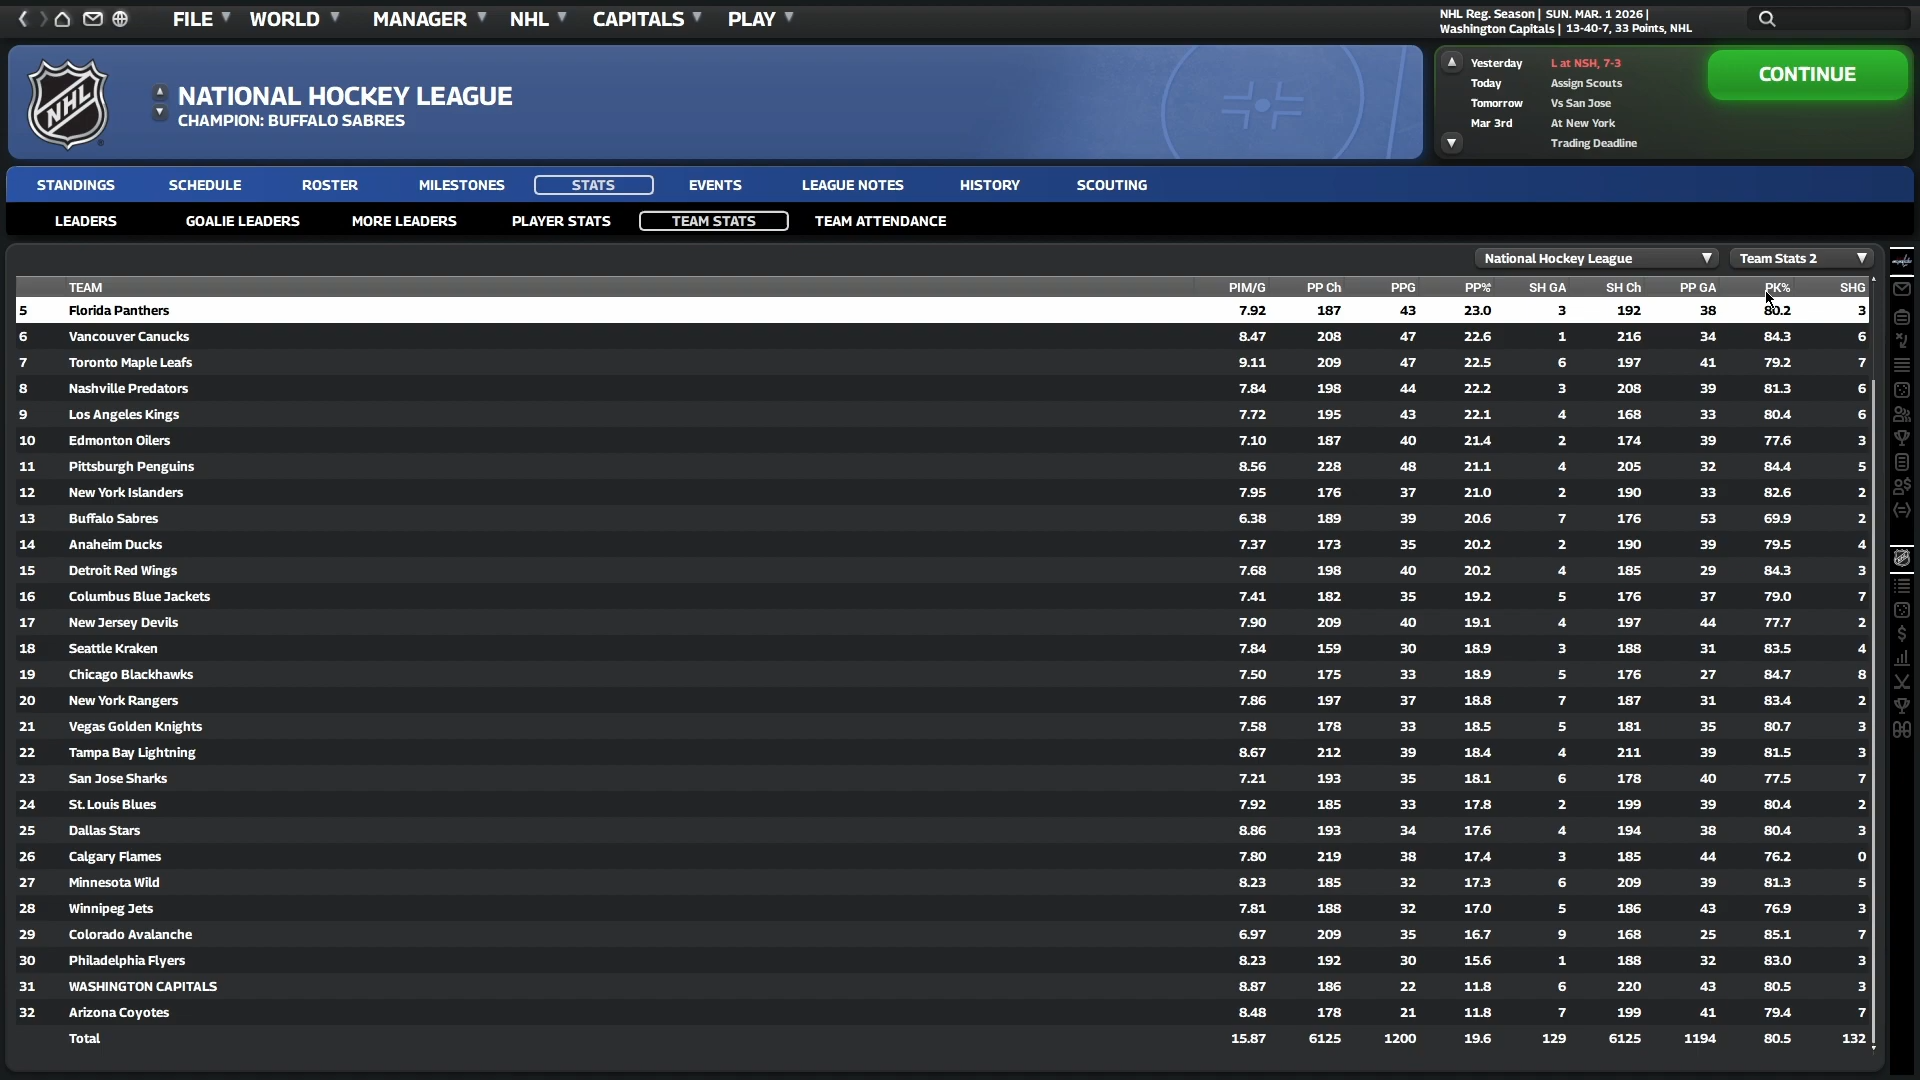 FILE WORLD MANAGER NHL CAPITALS PLAY
NHL Reg. Season | SUN. MAR. 1 2026 |
Washington Capitals | 13-40-7, 33 Points, NHL
NHL
NATIONAL HOCKEY LEAGUE
CHAMPION: BUFFALO SABRES
Yesterday L at NSH, 7-3
Today Assign Scouts
Tomorrow Vs San Jose
Mar 3rd At New York
Trading Deadline
CONTINUE
STANDINGS SCHEDULE ROSTER MILESTONES STATS EVENTS LEAGUE NOTES HISTORY SCOUTING
LEADERS GOALIE LEADERS MORE LEADERS PLAYER STATS TEAM STATS TEAM ATTENDANCE
National Hockey League Team Stats 2
TEAM PIM/G PP Ch PPG PP% SH GA SH Ch PP GA PK% SHG
5 Florida Panthers 7.92 187 43 23.0 3 192 38 80.2 3
6 Vancouver Canucks 8.47 208 47 22.6 1 216 34 84.3 6
7 Toronto Maple Leafs 9.11 209 47 22.5 6 197 41 79.2 7
8 Nashville Predators 7.84 198 44 22.2 3 208 39 81.3 6
9 Los Angeles Kings 7.72 195 43 22.1 4 168 33 80.4 6
10 Edmonton Oilers 7.10 187 40 21.4 2 174 39 77.6 3
11 Pittsburgh Penguins 8.56 228 48 21.1 4 205 32 84.4 5
12 New York Islanders 7.95 176 37 21.0 2 190 33 82.6 2
13 Buffalo Sabres 6.38 189 39 20.6 7 176 53 69.9 2
14 Anaheim Ducks 7.37 173 35 20.2 2 190 39 79.5 4
15 Detroit Red Wings 7.68 198 40 20.2 4 185 29 84.3 3
16 Columbus Blue Jackets 7.41 182 35 19.2 5 176 37 79.0 7
17 New Jersey Devils 7.90 209 40 19.1 4 197 44 77.7 2
18 Seattle Kraken 7.84 159 30 18.9 3 188 31 83.5 4
19 Chicago Blackhawks 7.50 175 33 18.9 5 176 27 84.7 8
20 New York Rangers 7.86 197 37 18.8 7 187 31 83.4 2
21 Vegas Golden Knights 7.58 178 33 18.5 5 181 35 80.7 3
22 Tampa Bay Lightning 8.67 212 39 18.4 4 211 39 81.5 3
23 San Jose Sharks 7.21 193 35 18.1 6 178 40 77.5 7
24 St. Louis Blues 7.92 185 33 17.8 2 199 39 80.4 2
25 Dallas Stars 8.86 193 34 17.6 4 194 38 80.4 3
26 Calgary Flames 7.80 219 38 17.4 3 185 44 76.2 0
27 Minnesota Wild 8.23 185 32 17.3 6 209 39 81.3 5
28 Winnipeg Jets 7.81 188 32 17.0 5 186 43 76.9 3
29 Colorado Avalanche 6.97 209 35 16.7 9 168 25 85.1 7
30 Philadelphia Flyers 8.23 192 30 15.6 1 188 32 83.0 3
31 WASHINGTON CAPITALS 8.87 186 22 11.8 6 220 43 80.5 3
32 Arizona Coyotes 8.48 178 21 11.8 7 199 41 79.4 7
Total 15.87 6125 1200 19.6 129 6125 1194 80.5 132